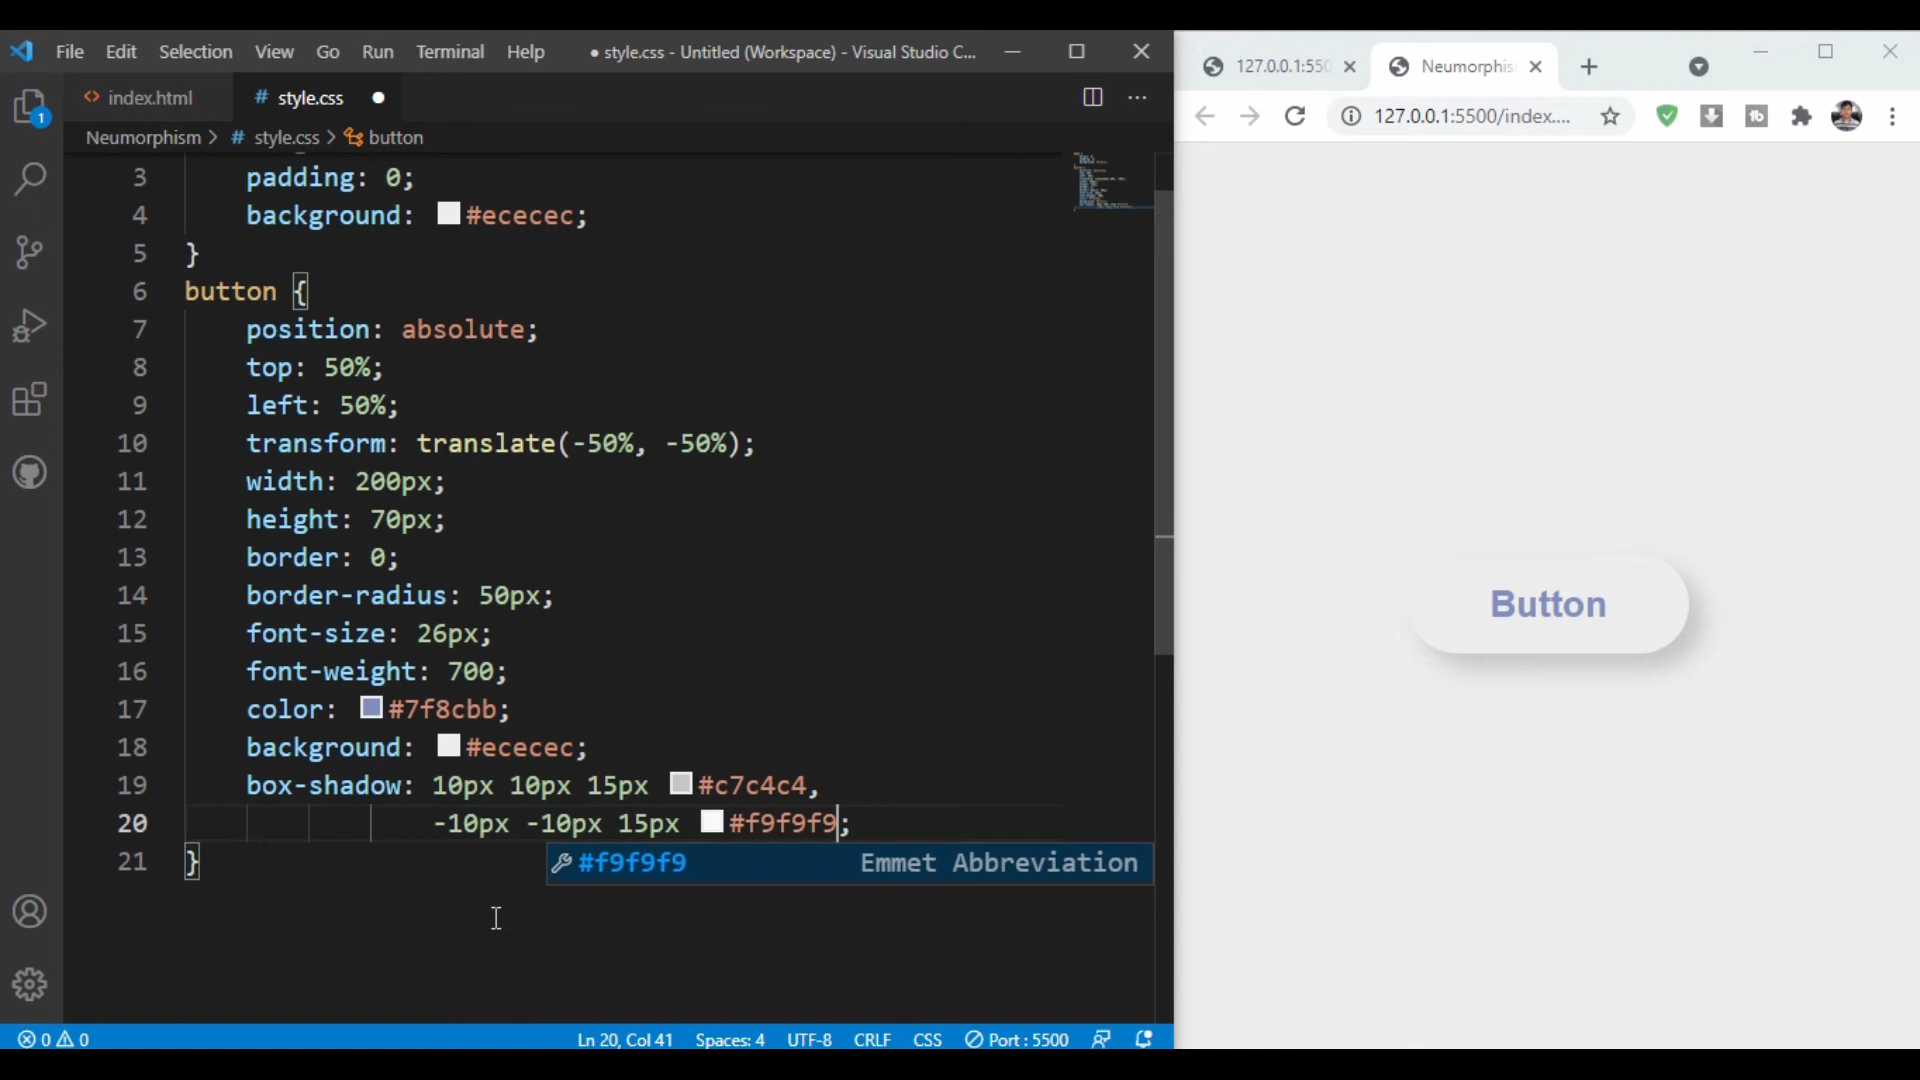 File Edit Selection View Go Run Terminal Help ● style.css - Untitled (Workspace) - Visual Studio C...
index.html # style.css ●
Neumorphism > # style.css > button
3 padding: 0;
4 background: #ececec;
5 }
6 button {
7 position: absolute;
8 top: 50%;
9 left: 50%;
10 transform: translate(-50%, -50%);
11 width: 200px;
12 height: 70px;
13 border: 0;
14 border-radius: 50px;
15 font-size: 26px;
16 font-weight: 700;
17 color: #7f8cbb;
18 background: #ececec;
19 box-shadow: 10px 10px 15px #c7c4c4,
20 -10px -10px 15px #f9f9f9;
21 }
#f9f9f9 Emmet Abbreviation
1
0 0 Ln 20, Col 41 Spaces: 4 UTF-8 CRLF CSS Port : 5500
127.0.0.1:550 Neumorphis
127.0.0.1:5500/index....
Button